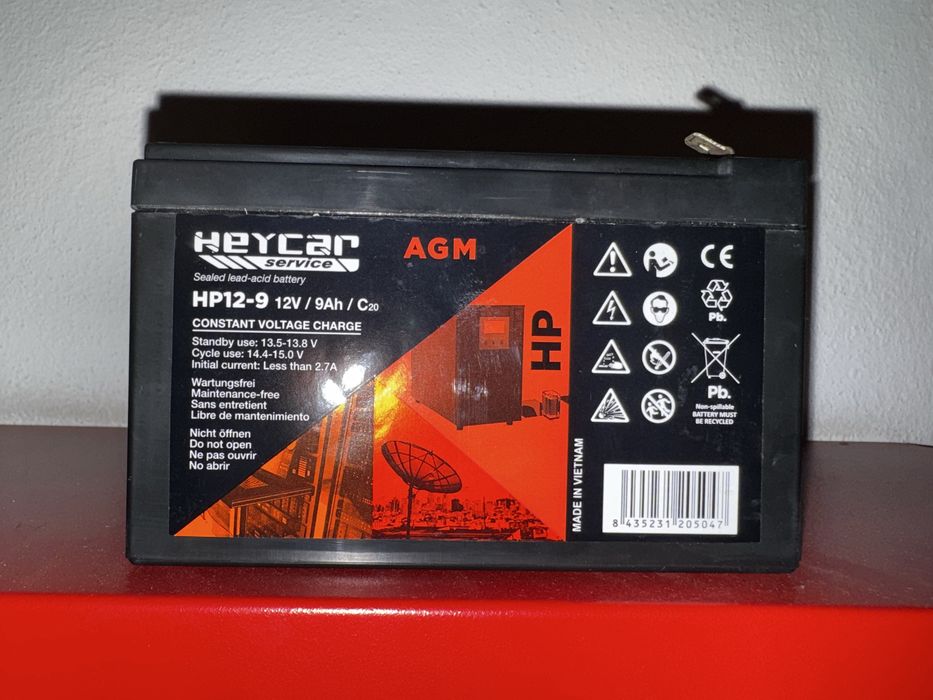 HEYCAR
service
Sealed lead-acid battery
HP12-9 12V / 9Ah / C20
CONSTANT VOLTAGE CHARGE
Standby use: 13.5-13.8 V
Cycle use: 14.4-15.0 V
Initial current: Less than 2.7A
Wartungsfrei
Maintenance-free
Sans entretient
Libre de mantenimiento
Nicht öffnen
Do not open
Ne pas ouvrir
No abrir
AGM
HP
MADE IN VIETNAM
CE
Pb.
Pb.
Non-spillable
BATTERY MUST
BE RECYCLED
8 435231 205047